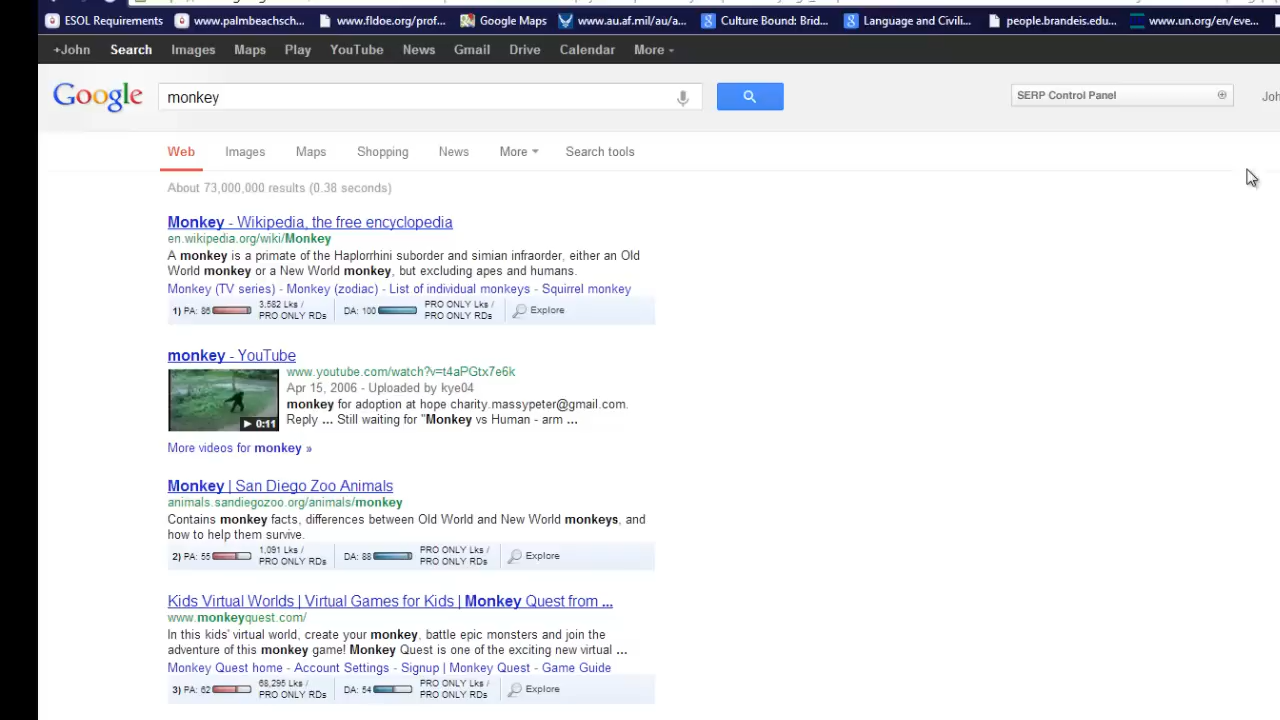 ESOL Requirements www.palmbeachsch... www.fldoe.org/prof... Google Maps www.au.af.mil/au/a... Culture Bound: Brid... Language and Civili... people.brandeis.edu... www.un.org/en/eve...
+John Search Images Maps Play YouTube News Gmail Drive Calendar More
Google monkey SERP Control Panel Joh
Web Images Maps Shopping News More Search tools
About 73,000,000 results (0.38 seconds)
Monkey - Wikipedia, the free encyclopedia
en.wikipedia.org/wiki/Monkey
A monkey is a primate of the Haplorrhini suborder and simian infraorder, either an Old
World monkey or a New World monkey, but excluding apes and humans.
Monkey (TV series) - Monkey (zodiac) - List of individual monkeys - Squirrel monkey
1) PA: 86 3,582 Lks / PRO ONLY RDs DA: 100 PRO ONLY Lks / PRO ONLY RDs Explore
monkey - YouTube
www.youtube.com/watch?v=t4aPGtx7e6k
Apr 15, 2006 - Uploaded by kye04
monkey for adoption at hope charity.massypeter@gmail.com.
Reply ... Still waiting for "Monkey vs Human - arm ...
0:11
More videos for monkey »
Monkey | San Diego Zoo Animals
animals.sandiegozoo.org/animals/monkey
Contains monkey facts, differences between Old World and New World monkeys, and
how to help them survive.
2) PA: 55 1,091 Lks / PRO ONLY RDs DA: 88 PRO ONLY Lks / PRO ONLY RDs Explore
Kids Virtual Worlds | Virtual Games for Kids | Monkey Quest from ...
www.monkeyquest.com/
In this kids' virtual world, create your monkey, battle epic monsters and join the
adventure of this monkey game! Monkey Quest is one of the exciting new virtual ...
Monkey Quest home - Account Settings - Signup | Monkey Quest - Game Guide
3) PA: 62 68,295 Lks / PRO ONLY RDs DA: 54 PRO ONLY Lks / PRO ONLY RDs Explore